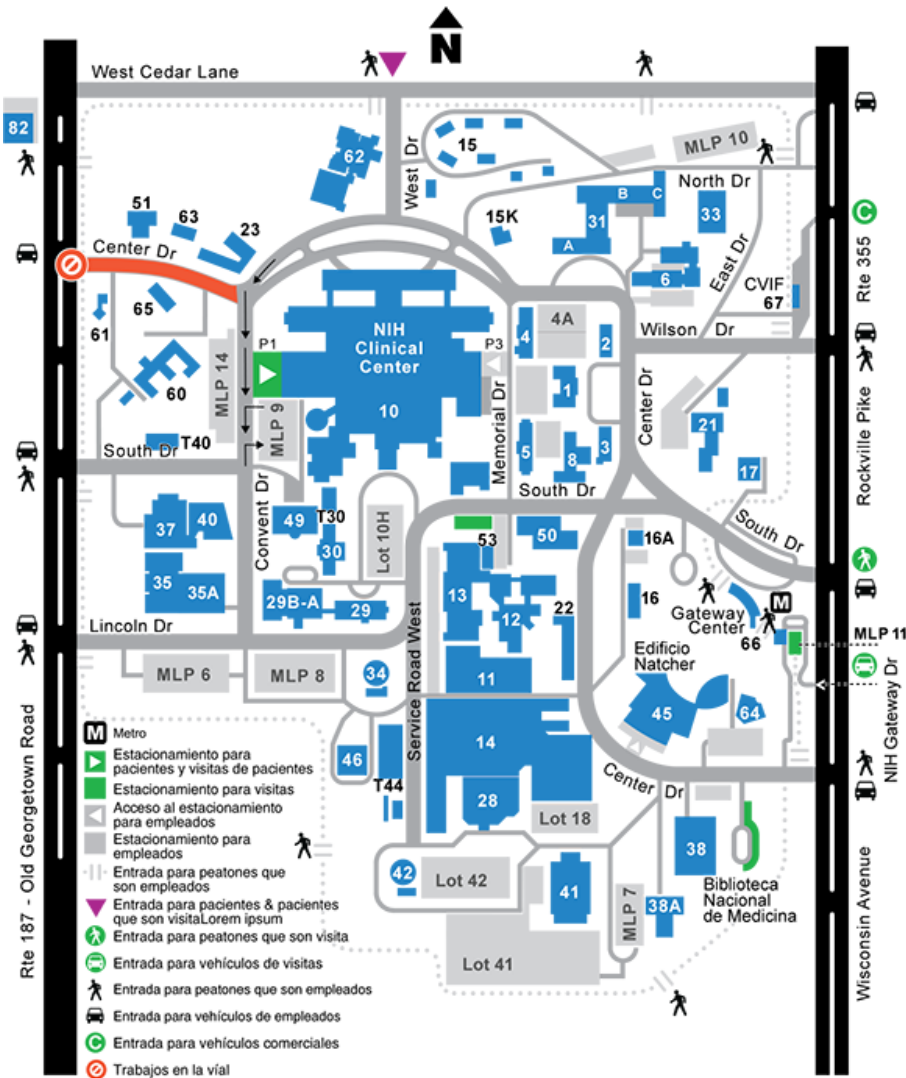 N
West Cedar Lane
82
62
West Dr
15
MLP 10
51
63
23
15K
B
C
North Dr
31
33
A
Center Dr
6
East Dr
CVIF
67
Rte 355
65
61
NIH
Clinical
Center
P1
P3
4
4A
2
Wilson Dr
60
MLP 14
10
1
MLP 9
Memorial Dr
Center Dr
21
Rockville Pike
T40
South Dr
5
8
3
17
South Dr
South Dr
Convent Dr
37
40
49
T30
30
Lot 10H
53
50
16A
35
35A
29B-A
29
13
12
22
16
Gateway
Center
M
66
MLP 11
Lincoln Dr
MLP 6
MLP 8
34
11
Edificio
Natcher
45
64
NIH Gateway Dr
Service Road West
46
T44
14
28
Lot 18
Center Dr
38
42
Lot 42
41
MLP 7
38A
Biblioteca
Nacional
de Medicina
Lot 41
Wisconsin Avenue
Rte 187 - Old Georgetown Road
C
M Metro
Estacionamiento para
pacientes y visitas de pacientes
Estacionamiento para visitas
Acceso al estacionamiento
para empleados
Estacionamiento para
empleados
Entrada para peatones que
son empleados
Entrada para pacientes & pacientes
que son visitaLorem ipsum
Entrada para peatones que son visita
Entrada para vehículos de visitas
Entrada para peatones que son empleados
Entrada para vehículos de empleados
C Entrada para vehículos comerciales
Trabajos en la víal